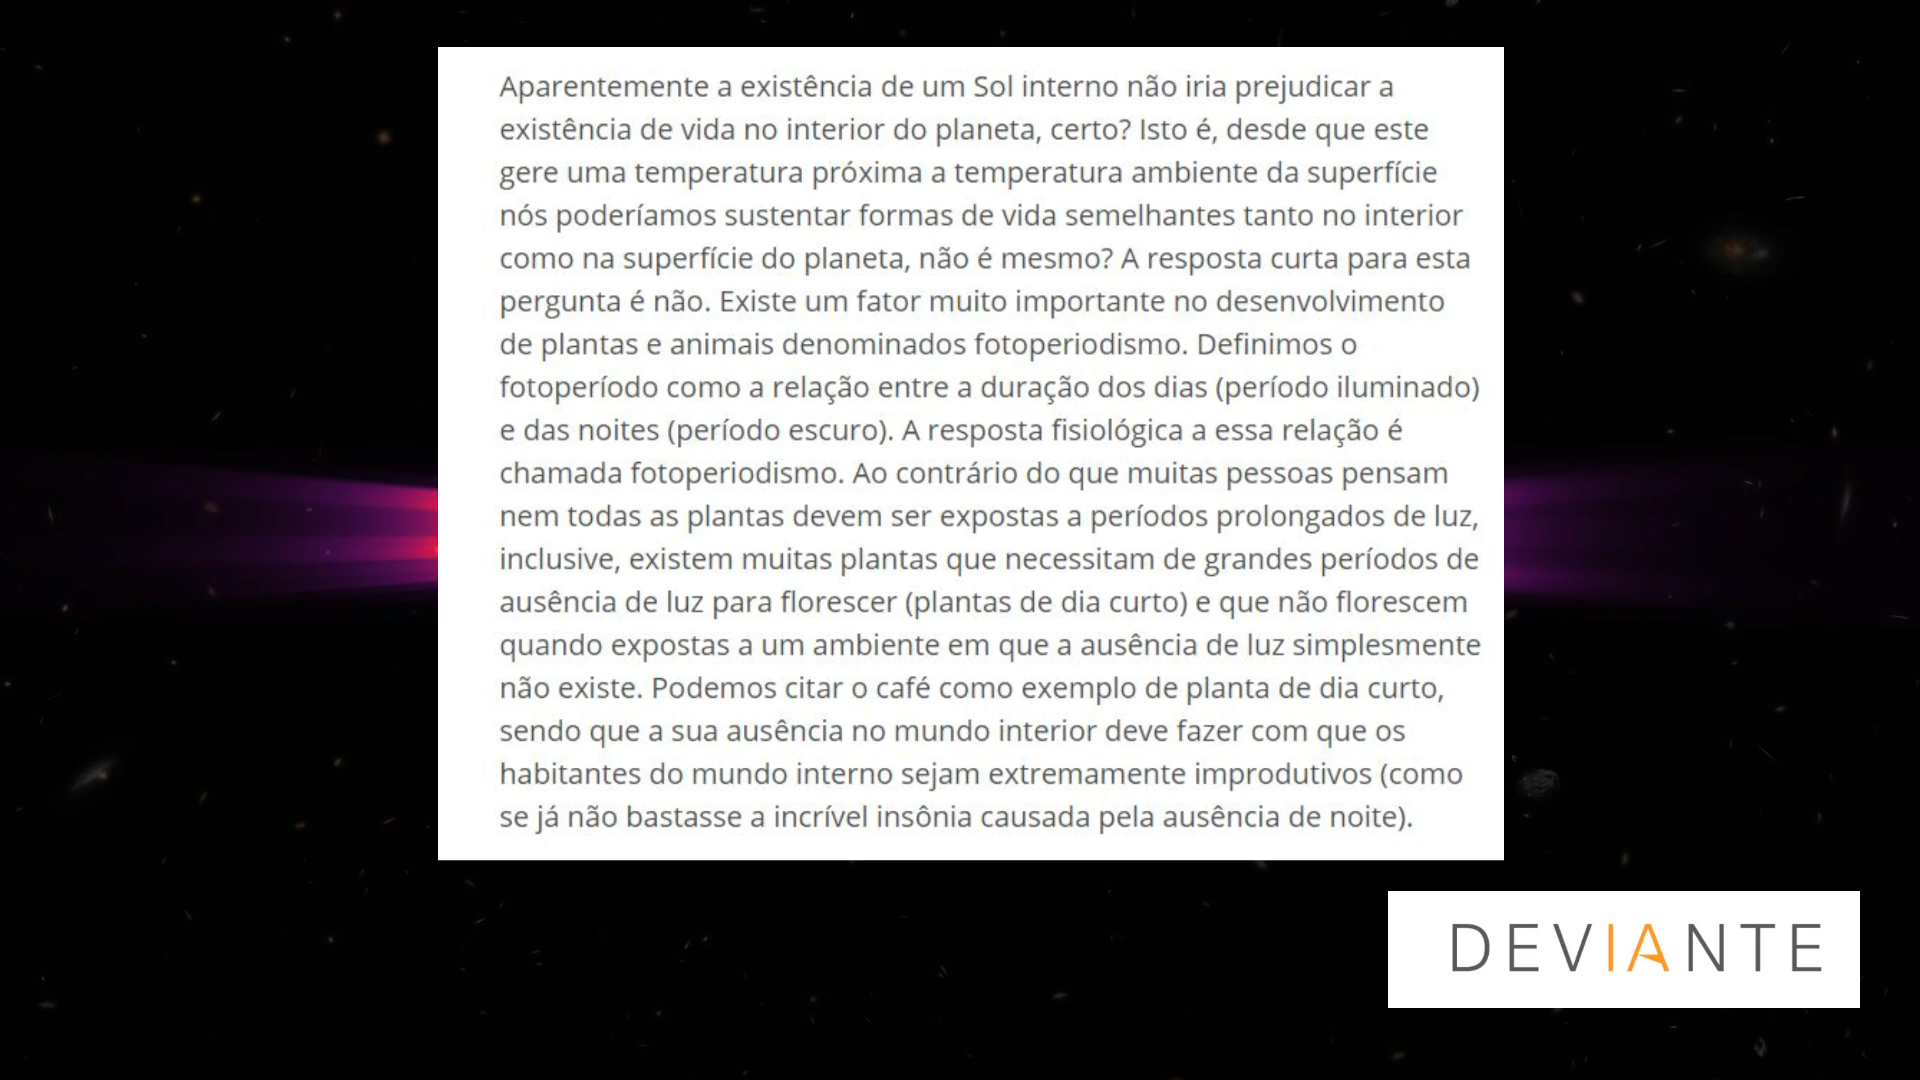 Aparentemente a existência de um Sol interno não iria prejudicar a
existência de vida no interior do planeta, certo? Isto é, desde que este
gere uma temperatura próxima a temperatura ambiente da superfície
nós poderíamos sustentar formas de vida semelhantes tanto no interior
como na superfície do planeta, não é mesmo? A resposta curta para esta
pergunta é não. Existe um fator muito importante no desenvolvimento
de plantas e animais denominados fotoperiodismo. Definimos o
fotoperíodo como a relação entre a duração dos dias (período iluminado)
e das noites (período escuro). A resposta fisiológica a essa relação é
chamada fotoperiodismo. Ao contrário do que muitas pessoas pensam
nem todas as plantas devem ser expostas a períodos prolongados de luz,
inclusive, existem muitas plantas que necessitam de grandes períodos de
ausência de luz para florescer (plantas de dia curto) e que não florescem
quando expostas a um ambiente em que a ausência de luz simplesmente
não existe. Podemos citar o café como exemplo de planta de dia curto,
sendo que a sua ausência no mundo interior deve fazer com que os
habitantes do mundo interno sejam extremamente improdutivos (como
se já não bastasse a incrível insônia causada pela ausência de noite).
DEVIANTE